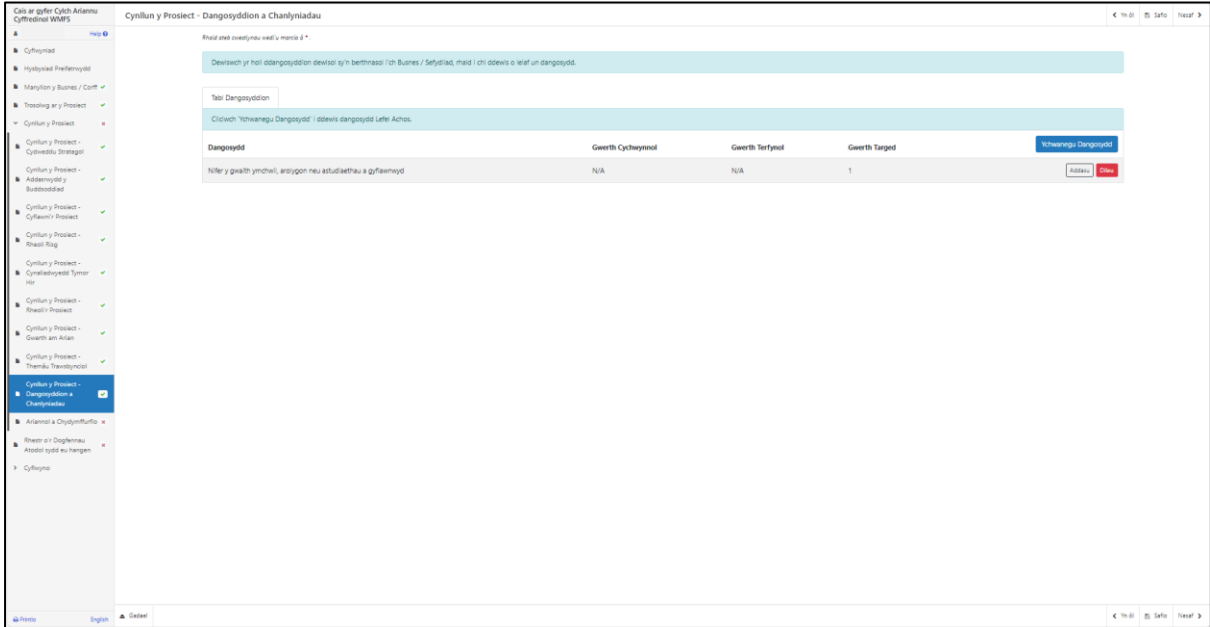 Cais ar gyfer Cylch Ariannu
Cyffredinol WMFS
Help
Cyflwyniad
Hysbysiad Preifatrwydd
Manylion y Busnes / Corff
Trosolwg ar y Prosiect
Cynllun y Prosiect
Cynllun y Prosiect -
Cydweddu Strategol
Cynllun y Prosiect -
Addasrwydd y
Buddsoddiad
Cynllun y Prosiect -
Cyflawni'r Prosiect
Cynllun y Prosiect -
Rheoli Risg
Cynllun y Prosiect -
Cynaliadwyedd Tymor
Hir
Cynllun y Prosiect -
Rheoli'r Prosiect
Cynllun y Prosiect -
Gwerth am Arian
Cynllun y Prosiect -
Themâu Trawsbynciol
Cynllun y Prosiect -
Dangosyddion a
Chanlyniadau
Ariannol a Chydymffurfio
Rhestr o'r Dogfennau
Atodol sydd eu hangen
Cyflwyno
Printio
English
Cynllun y Prosiect - Dangosyddion a Chanlyniadau
Yn ôl Safio Nesaf
Rhaid ateb cwestiynau wedi'u marcio â *.
Dewiswch yr holl ddangosyddion dewisol sy'n berthnasol i'ch Busnes / Sefydliad, rhaid i chi ddewis o leiaf un dangosydd.
Tabl Dangosyddion
Cliciwch 'Ychwanegu Dangosydd' i ddewis dangosydd Lefel Achos.
Dangosydd Gwerth Cychwynnol Gwerth Terfynol Gwerth Targed Ychwanegu Dangosydd
Nifer y gwaith ymchwil, arolygon neu astudiaethau a gyflawnwyd N/A N/A 1 Addasu Dileu
Gadael
Yn ôl Safio Nesaf